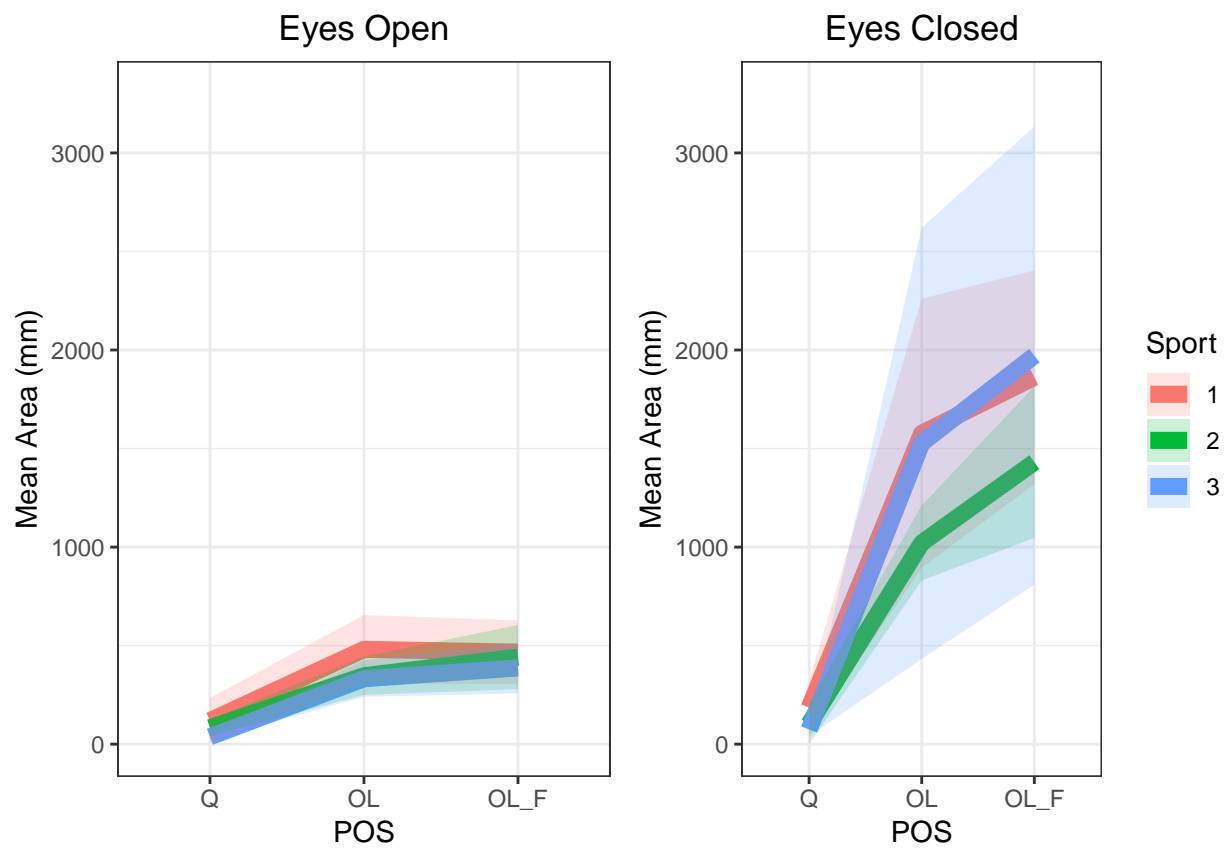 Eyes Open
Mean Area (mm)
3000
2000
1000
0
Q OL OL_F
POS
Eyes Closed
Mean Area (mm)
3000
2000
1000
0
Q OL OL_F
POS
Sport
1
2
3